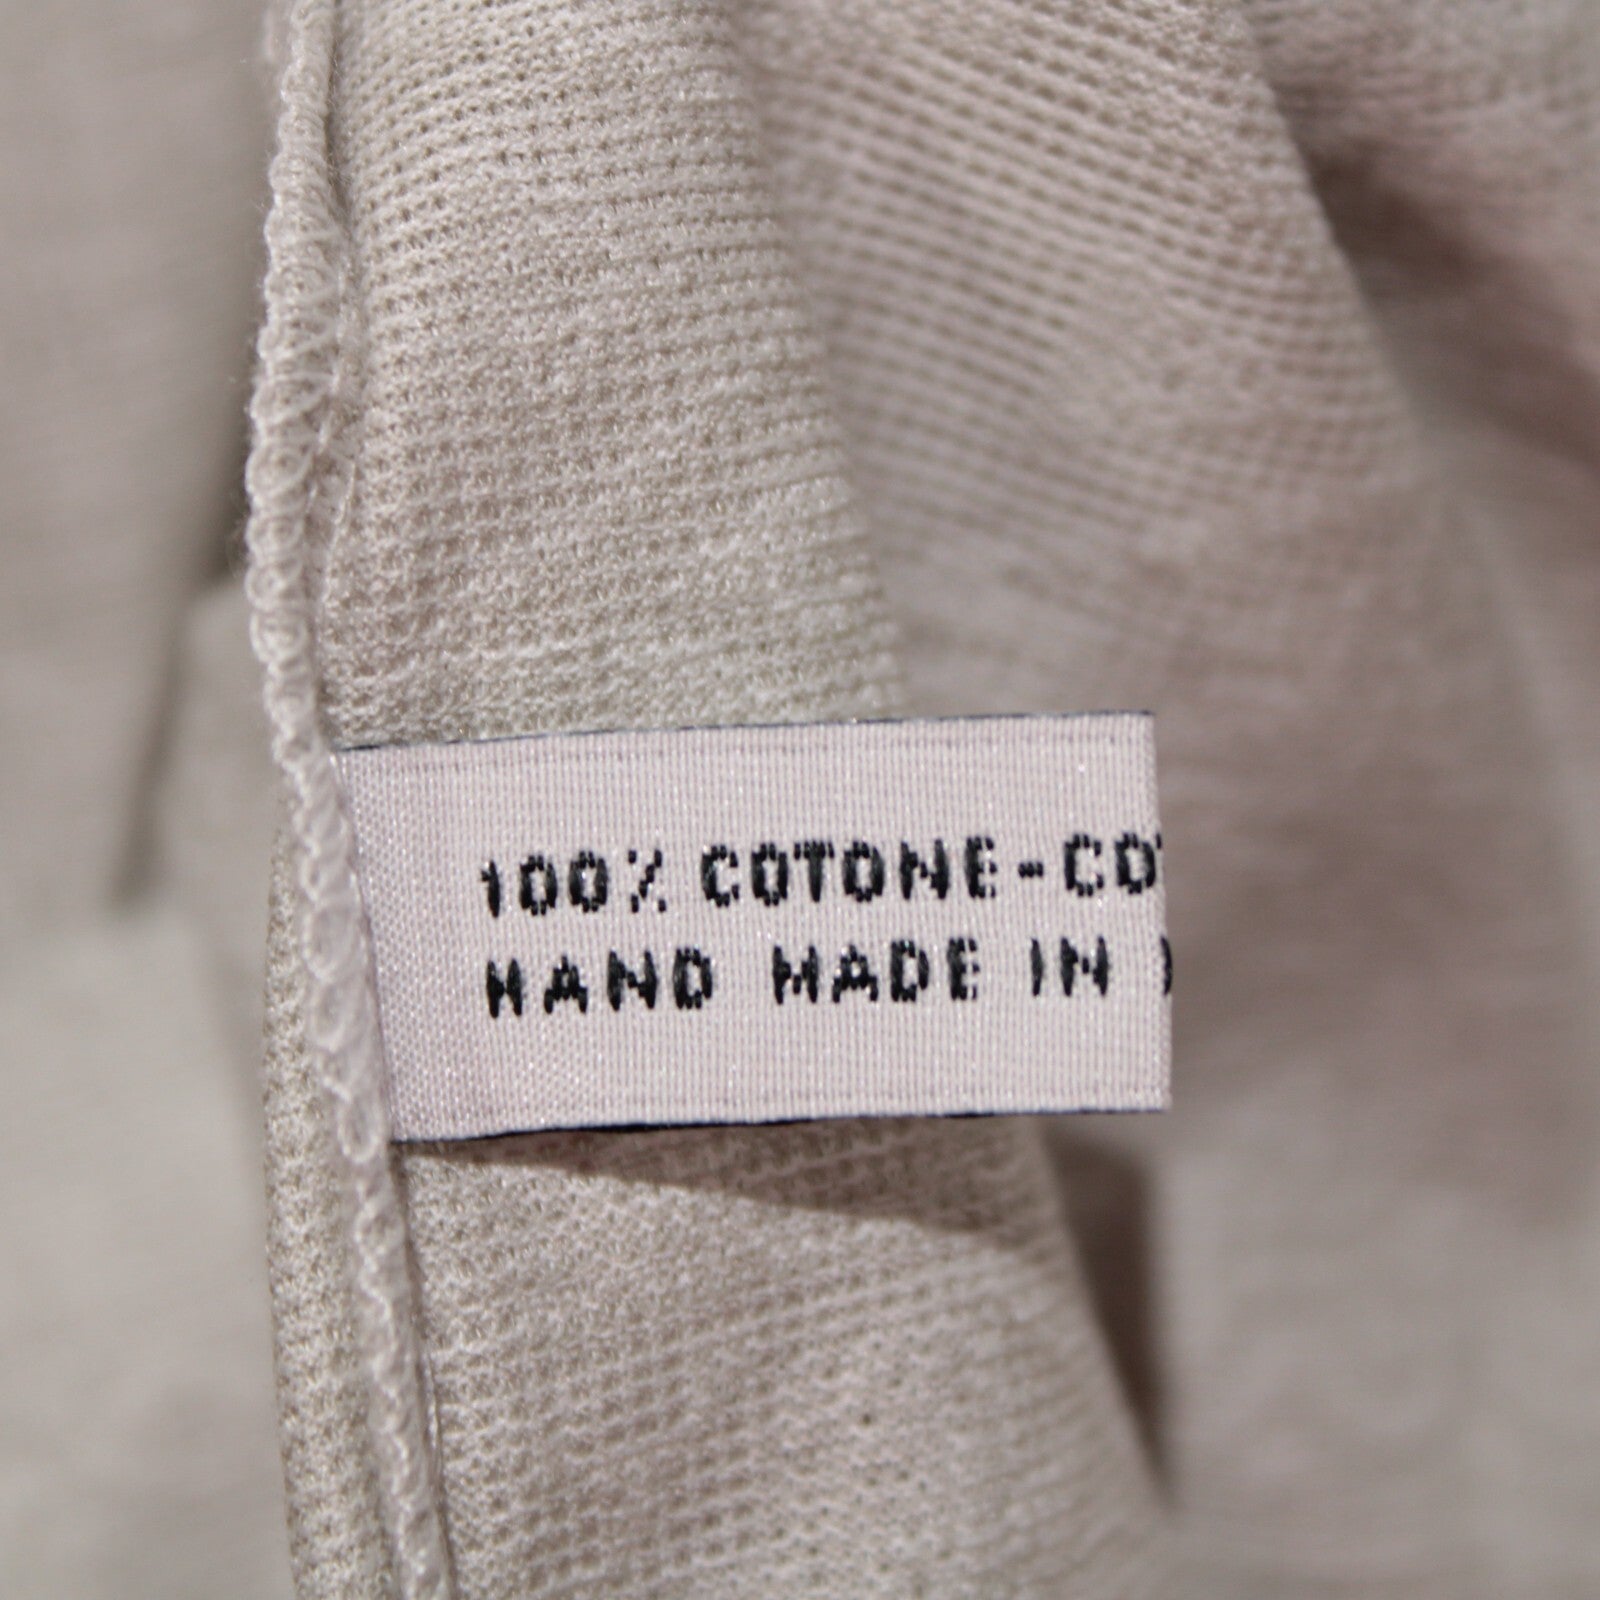 100% COTONE-CO
HAND MADE IN